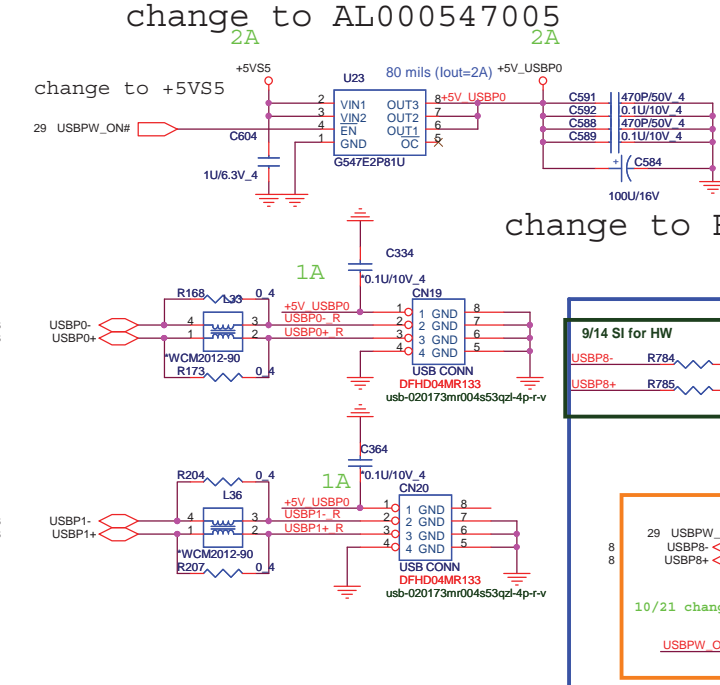 change to AL000547005
2A
2A
+5VS5
U23
80 mils (Iout=2A)
+5V_USBP0
change to +5VS5
29 USBPW_ON#
C604
1U/6.3V_4
2 VIN1 OUT3 8 +5V_USBP0
3 VIN2 OUT2 7
4 EN OUT1 6
1 GND OC 5
G547E2P81U
C591 470P/50V_4
C592 0.1U/10V_4
C588 470P/50V_4
C589 0.1U/10V_4
+ C584
100U/16V
change to
C334
1A
*0.1U/10V_4
CN19
R168 L33 0_4
+5V_USBP0
USBP0- 4 3 USBP0-_R
USBP0+ 1 2 USBP0+_R
*WCM2012-90
R173 0_4
1 1 GND 8
2 2 GND 7
3 3 GND 6
4 4 GND 5
USB CONN
DFHD04MR133
usb-020173mr004s53qzl-4p-r-v
9/14 SI for HW
USBP8- R784
USBP8+ R785
C364
1A
*0.1U/10V_4
CN20
R204 0_4
L36
+5V_USBP0
USBP1- 4 3 USBP1-_R
USBP1+ 1 2 USBP1+_R
*WCM2012-90
R207 0_4
1 1 GND 8
2 2 GND 7
3 3 GND 6
4 4 GND 5
USB CONN
DFHD04MR133
usb-020173mr004s53qzl-4p-r-v
29 USBPW_
8 USBP8-
8 USBP8+
10/21 chang
USBPW_O